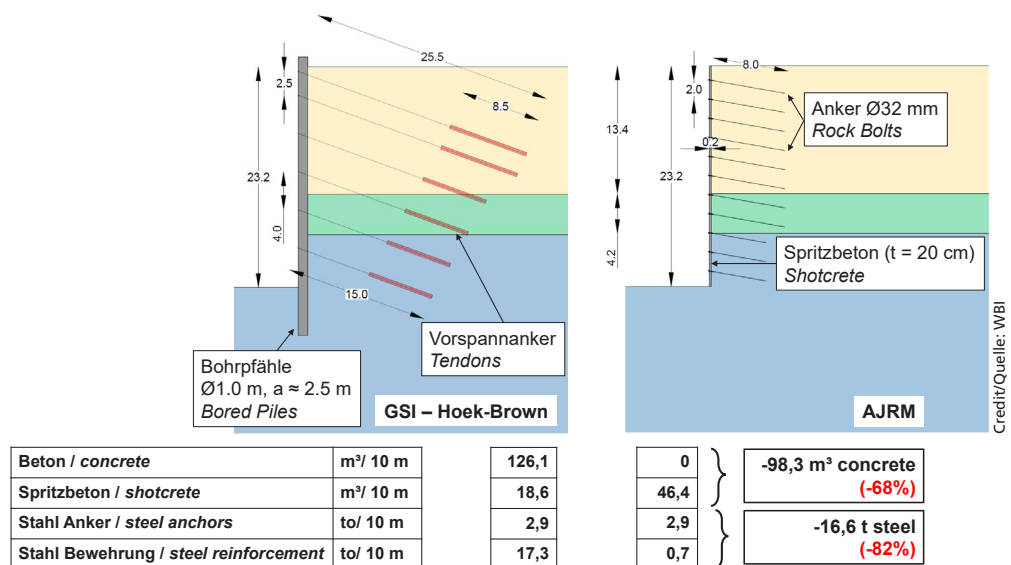 25.5
2.5
8.5
23.2
4.0
15.0
Vorspannanker
Tendons
Bohrpfähle
Ø1.0 m, a ≈ 2.5 m
Bored Piles
GSI – Hoek-Brown
8.0
2.0
13.4
0.2
23.2
4.2
Anker Ø32 mm
Rock Bolts
Spritzbeton (t = 20 cm)
Shotcrete
AJRM
Credit/Quelle: WBI
Beton / concrete m³/ 10 m 126,1 0
Spritzbeton / shotcrete m³/ 10 m 18,6 46,4
-98,3 m³ concrete
(-68%)
Stahl Anker / steel anchors to/ 10 m 2,9 2,9
Stahl Bewehrung / steel reinforcement to/ 10 m 17,3 0,7
-16,6 t steel
(-82%)